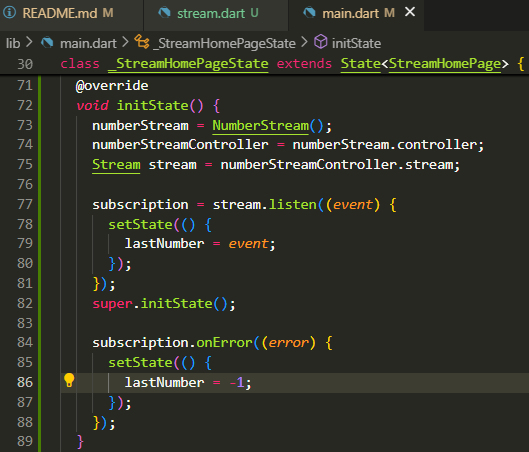 README.md M stream.dart U main.dart M
lib > main.dart > _StreamHomePageState > initState
30 class _StreamHomePageState extends State<StreamHomePage> {
71 @override
72 void initState() {
73 numberStream = NumberStream();
74 numberStreamController = numberStream.controller;
75 Stream stream = numberStreamController.stream;
76
77 subscription = stream.listen((event) {
78 setState(() {
79 lastNumber = event;
80 });
81 });
82 super.initState();
83
84 subscription.onError((error) {
85 setState(() {
86 lastNumber = -1;
87 });
88 });
89 }